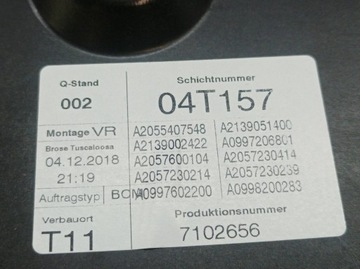 Q-Stand
002
Schichtnummer
04T157
Montage VR
Brose Tuscaloosa
04.12.2018
21:19
Auftragstyp BCM
A2055407548 A2139051400
A2139002422 A0997206801
A2057600104 A2057230414
A2057230214 A2057230239
A0997602200 A0998200283
Verbauort
T11
Produktionsnummer
7102656